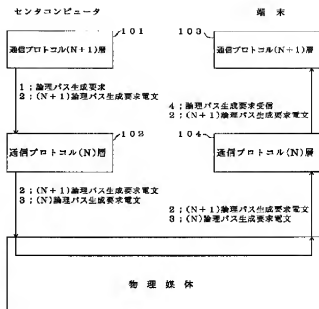 センタコンピュータ
端末
101
103
通信プロトコル(N+1)層
通信プロトコル(N+1)層
1;論理パス生成要求
2;(N+1)論理パス生成要求電文
4;論理パス生成要求受信
2;(N+1)論理パス生成要求電文
102
104
通信プロトコル(N)層
通信プロトコル(N)層
2;(N+1)論理パス生成要求電文
3;(N)論理パス生成要求電文
2;(N+1)論理パス生成要求電文
3;(N)論理パス生成要求電文
物理媒体